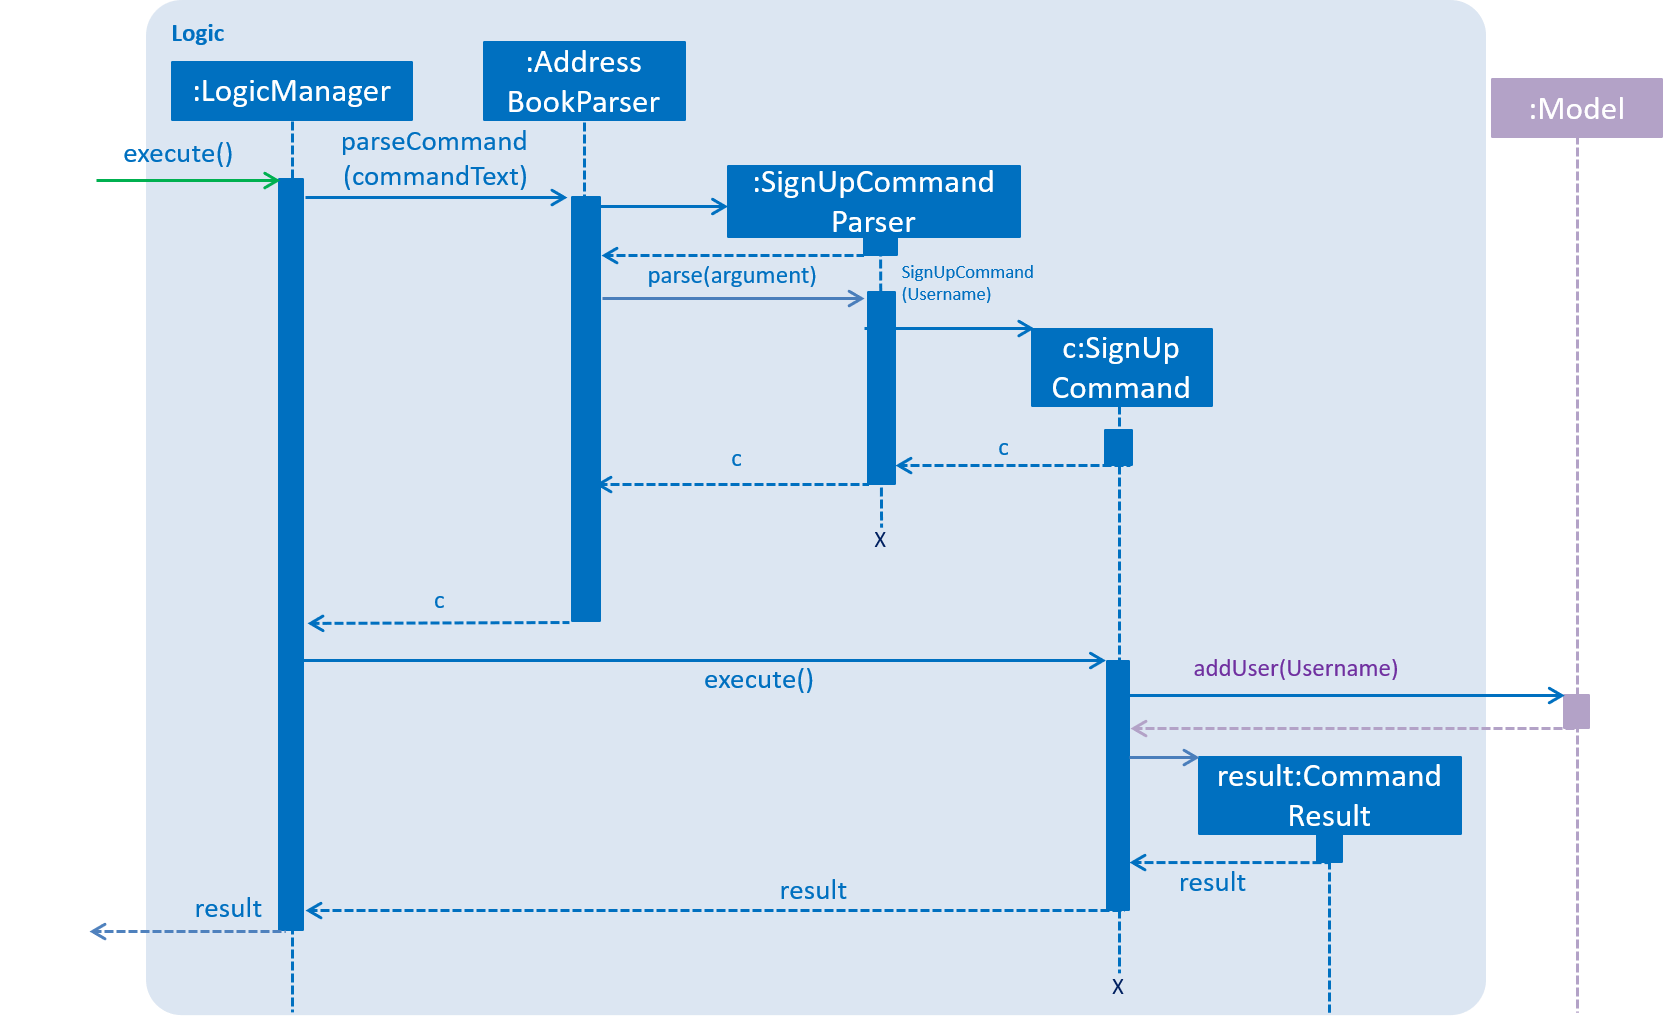 Logic
:LogicManager
:Address
BookParser
:Model
execute()
parseCommand
(commandText)
:SignUpCommand
Parser
parse(argument)
SignUpCommand
(Username)
c:SignUp
Command
c
c
X
c
execute()
addUser(Username)
result:Command
Result
result
result
result
X